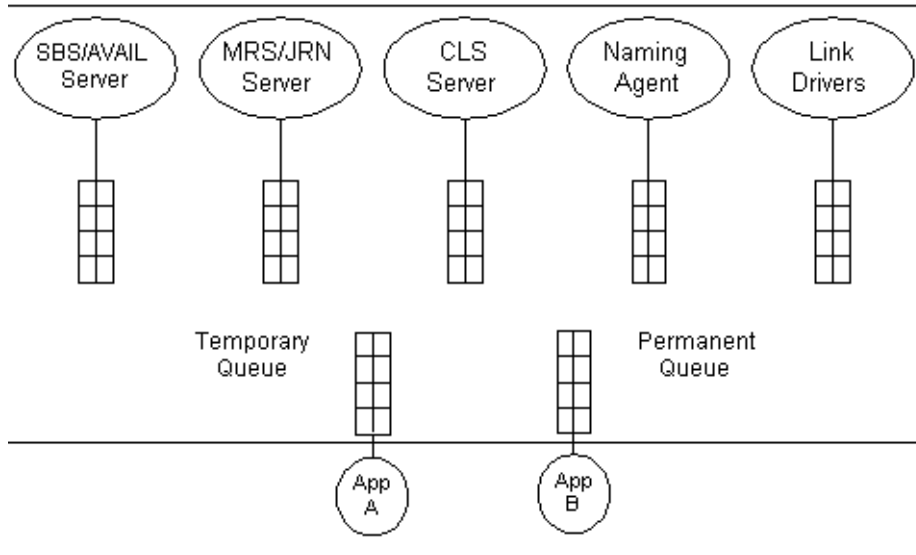 SBS/AVAIL
Server
MRS/JRN
Server
CLS
Server
Naming
Agent
Link
Drivers
Temporary
Queue
Permanent
Queue
App
A
App
B